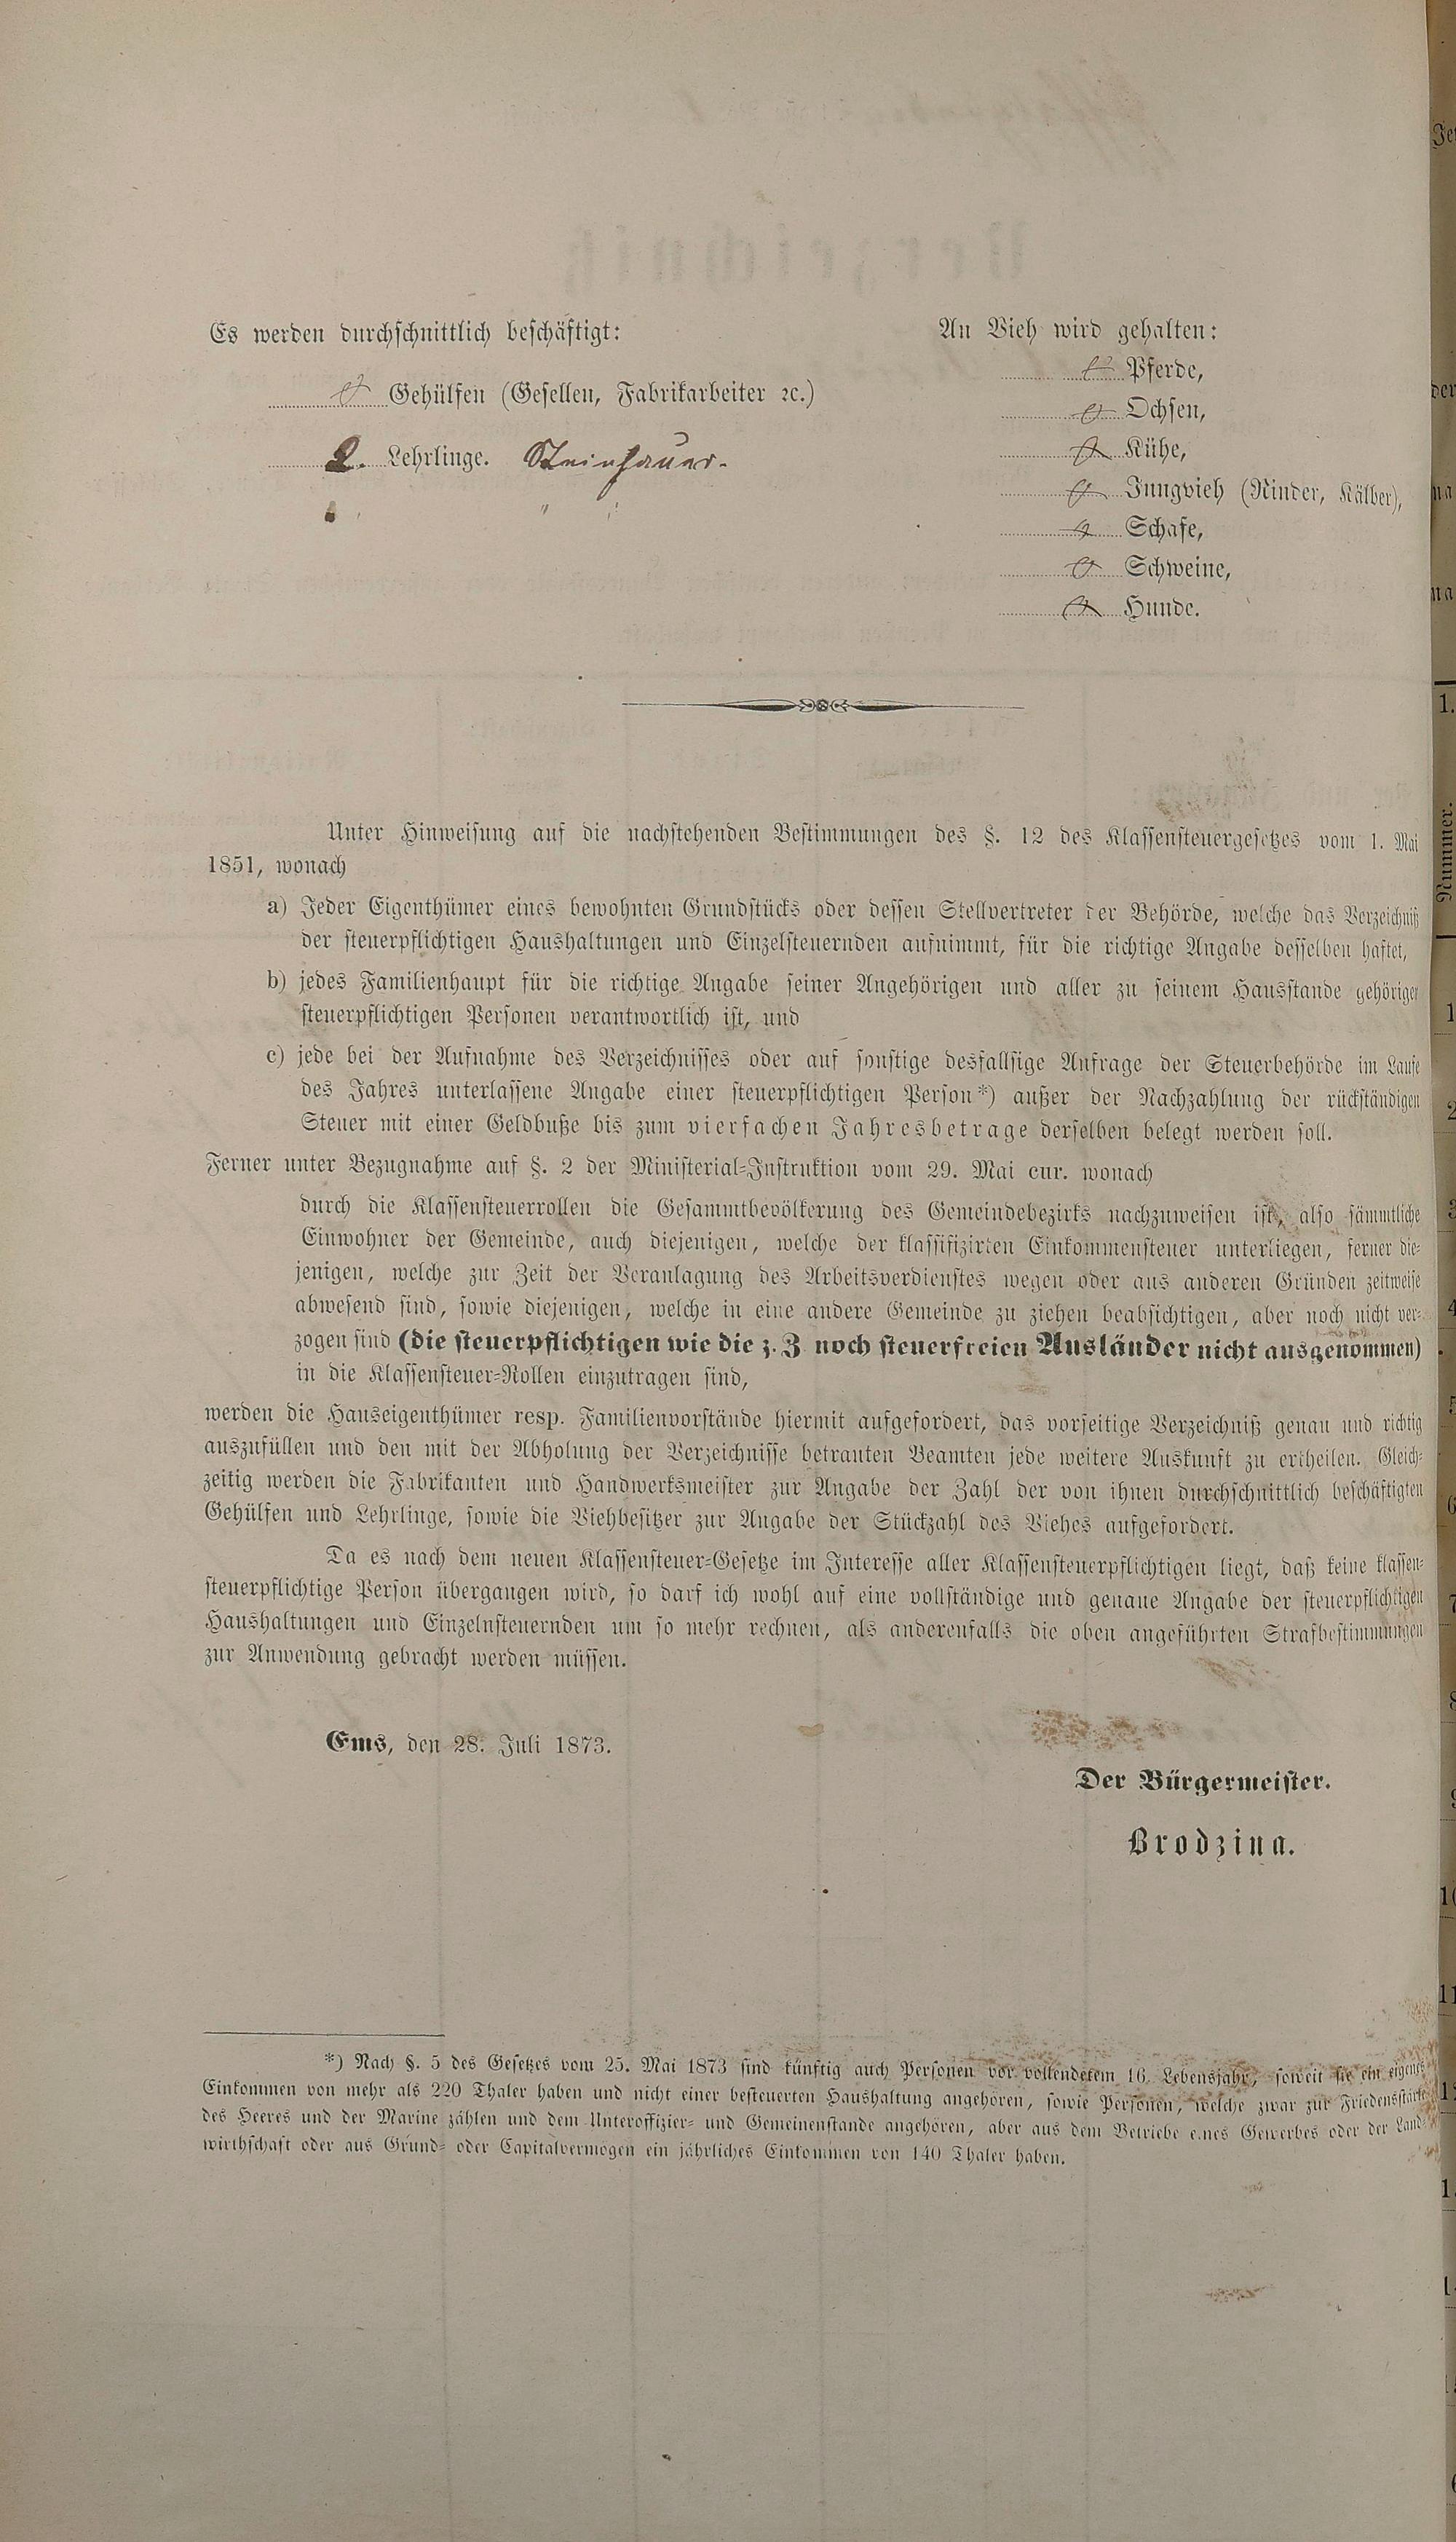 Es werden durchschnittlich beschäftigt:
0 Gehülfen (Gesellen, Fabrikarbeiter ꝛc.)
2. Lehrlinge. Steinhauer.
" "
An Vieh wird gehalten:
0 Pferde,
0 Ochsen,
0 Kühe,
0 Jungvieh (Rinder, Kälber),
0 Schafe,
0 Schweine,
0 Hunde.
Unter Hinweisung auf die nachstehenden Bestimmungen des §. 12 des Klassensteuergesetzes vom 1. Mai
1851, wonach
a) Jeder Eigenthümer eines bewohnten Grundstücks oder dessen Stellvertreter der Behörde, welche das Verzeichniß
der steuerpflichtigen Haushaltungen und Einzelsteuernden aufnimmt, für die richtige Angabe desselben haftet,
b) jedes Familienhaupt für die richtige Angabe seiner Angehörigen und aller zu seinem Hausstande gehöriger
steuerpflichtigen Personen verantwortlich ist, und
c) jede bei der Aufnahme des Verzeichnisses oder auf sonstige desfallsige Anfrage der Steuerbehörde im Laufe
des Jahres unterlassene Angabe einer steuerpflichtigen Person*) außer der Nachzahlung der rückständigen
Steuer mit einer Geldbuße bis zum vierfachen Jahresbetrage derselben belegt werden soll.
Ferner unter Bezugnahme auf §. 2 der Ministerial-Instruktion vom 29. Mai cur. wonach
durch die Klassensteuerrollen die Gesammtbevölkerung des Gemeindebezirks nachzuweisen ist, also sämmtliche
Einwohner der Gemeinde, auch diejenigen, welche der klassifizirten Einkommensteuer unterliegen, ferner die-
jenigen, welche zur Zeit der Veranlagung des Arbeitsverdienstes wegen oder aus anderen Gründen zeitweise
abwesend sind, sowie diejenigen, welche in eine andere Gemeinde zu ziehen beabsichtigen, aber noch nicht ver-
zogen sind (die steuerpflichtigen wie die z. Z noch steuerfreien Ausländer nicht ausgenommen)
in die Klassensteuer-Rollen einzutragen sind,
werden die Hauseigenthümer resp. Familienvorstände hiermit aufgefordert, das vorseitige Verzeichniß genau und richtig
auszufüllen und den mit der Abholung der Verzeichnisse betrauten Beamten jede weitere Auskunft zu ertheilen. Gleich-
zeitig werden die Fabrikanten und Handwerksmeister zur Angabe der Zahl der von ihnen durchschnittlich beschäftigten
Gehülfen und Lehrlinge, sowie die Viehbesitzer zur Angabe der Stückzahl des Viehes aufgefordert.
Da es nach dem neuen Klassensteuer-Gesetze im Interesse aller Klassensteuerpflichtigen liegt, daß keine klassen-
steuerpflichtige Person übergangen wird, so darf ich wohl auf eine vollständige und genaue Angabe der steuerpflichtigen
Haushaltungen und Einzelnsteuernden um so mehr rechnen, als anderenfalls die oben angeführten Strafbestimmungen
zur Anwendung gebracht werden müssen.
Ems, den 28. Juli 1873.
Der Bürgermeister.
Brodzina.
*) Nach §. 5 des Gesetzes vom 25. Mai 1873 sind künftig auch Personen vor vollendetem 16. Lebensjahr, soweit sie ein eigenes
Einkommen von mehr als 220 Thaler haben und nicht einer besteuerten Haushaltung angehören, sowie Personen, welche zwar zur Friedensstärke
des Heeres und der Marine zählen und dem Unteroffizier- und Gemeinenstande angehören, aber aus dem Betriebe eines Gewerbes oder der Land-
wirthschaft oder aus Grund- oder Capitalvermögen ein jährliches Einkommen von 140 Thaler haben.
Nummer.